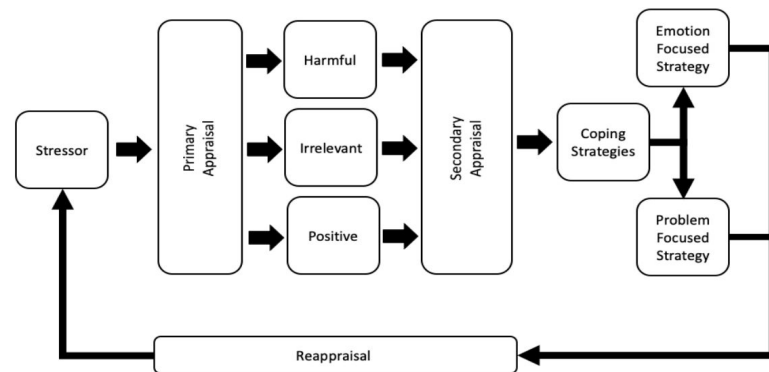 Stressor
Primary
Appraisal
Harmful
Irrelevant
Positive
Secondary
Appraisal
Coping
Strategies
Emotion
Focused
Strategy
Problem
Focused
Strategy
Reappraisal